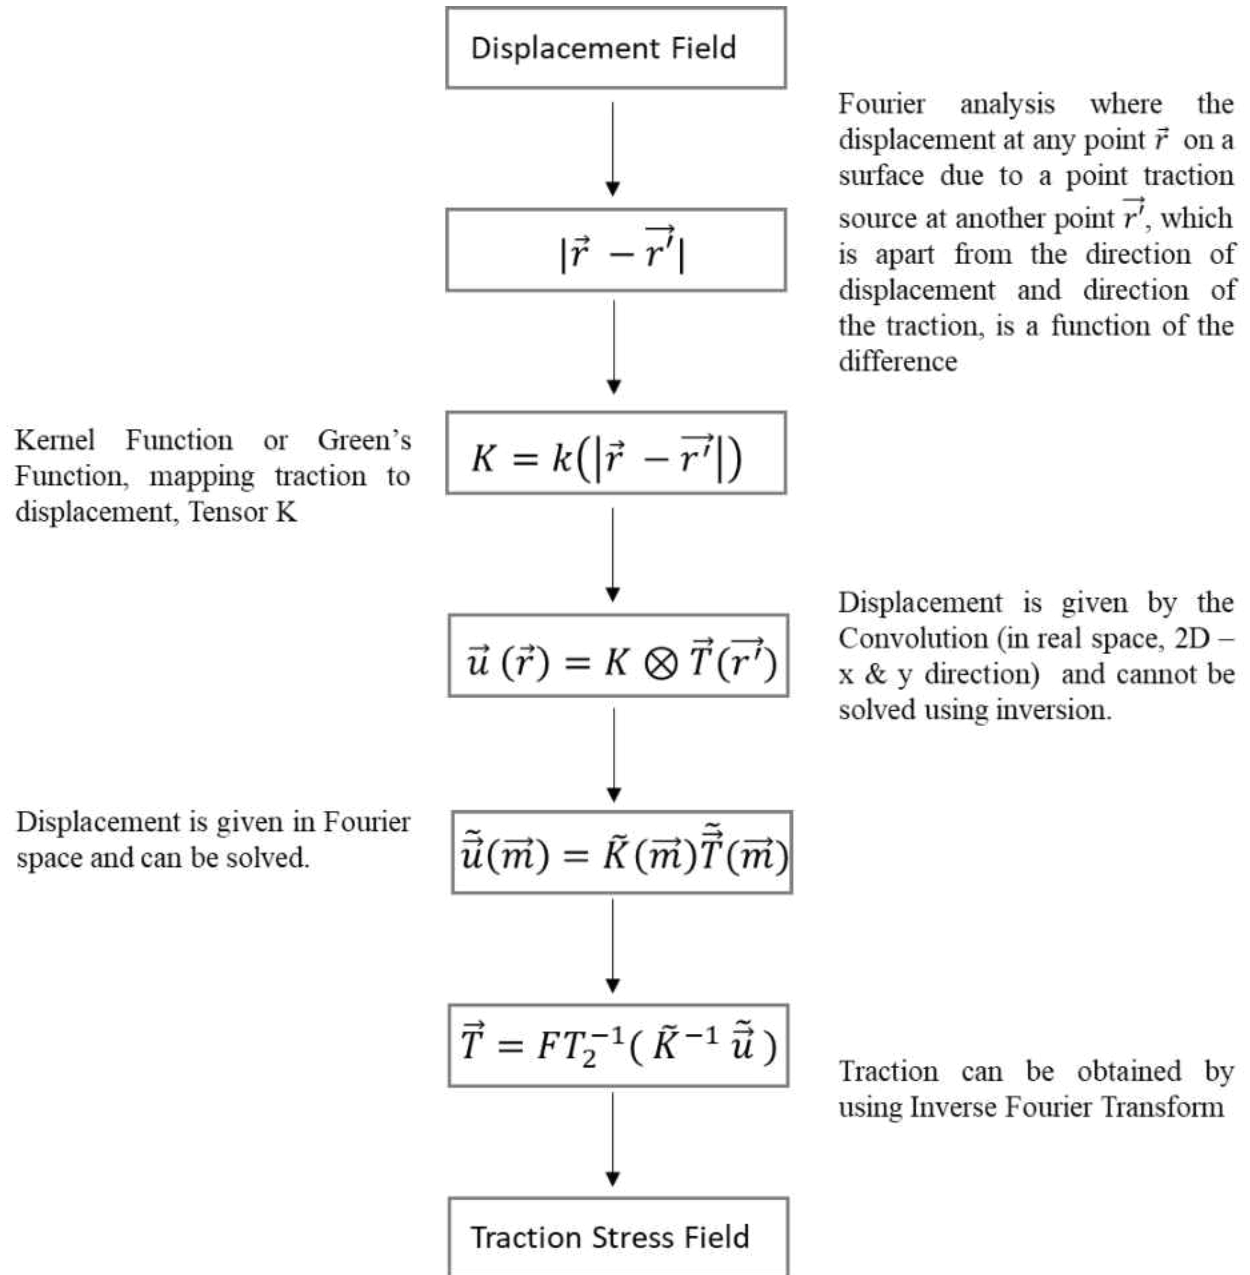 Displacement Field
Fourier analysis where the
displacement at any point r⃗ on a
surface due to a point traction
source at another point r'⃗, which
is apart from the direction of
displacement and direction of
the traction, is a function of the
difference
|r⃗ − r'⃗|
Kernel Function or Green's
Function, mapping traction to
displacement, Tensor K
K = k(|r⃗ − r'⃗|)
Displacement is given by the
Convolution (in real space, 2D –
x & y direction) and cannot be
solved using inversion.
u⃗ (r⃗) = K ⊗ T⃗(r'⃗)
Displacement is given in Fourier
space and can be solved.
ũ⃗(m⃗) = K̃(m⃗)T̃⃗(m⃗)
T⃗ = FT₂⁻¹( K̃⁻¹ ũ⃗ )
Traction can be obtained by
using Inverse Fourier Transform
Traction Stress Field